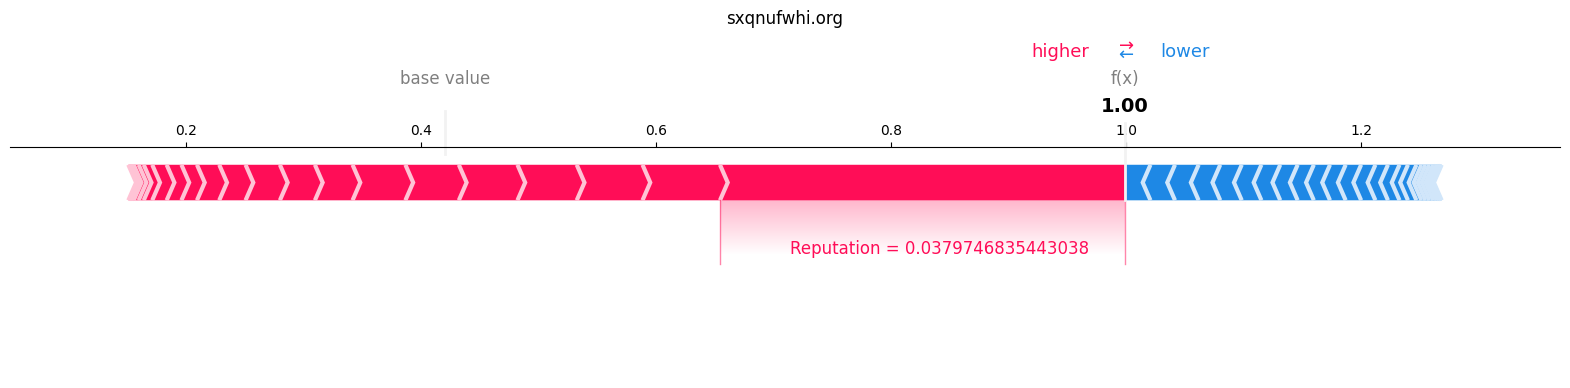 sxqnufwhi.org
higher → ← lower
base value f(x)
1.00
0.2 0.4 0.6 0.8 1.0 1.2
Reputation = 0.0379746835443038